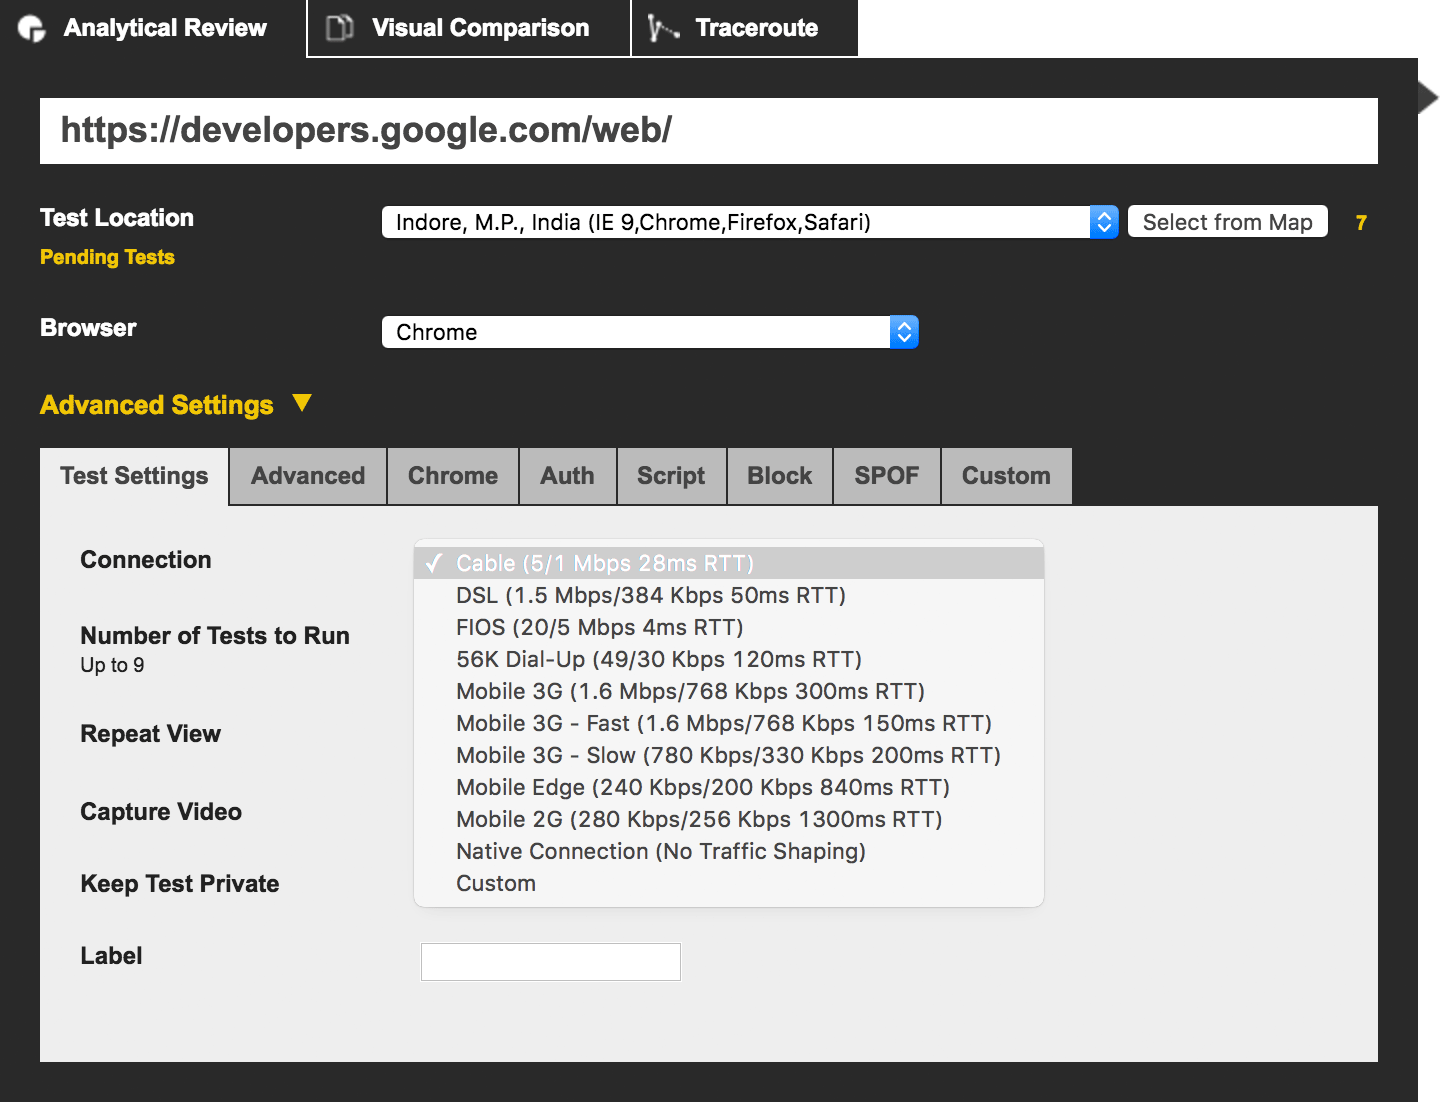 Analytical Review
Visual Comparison
Traceroute
https://developers.google.com/web/
Test Location
Indore, M.P., India (IE 9,Chrome,Firefox,Safari)
Select from Map
7
Pending Tests
Browser
Chrome
Advanced Settings ▼
Test Settings
Advanced
Chrome
Auth
Script
Block
SPOF
Custom
Connection
✓ Cable (5/1 Mbps 28ms RTT)
DSL (1.5 Mbps/384 Kbps 50ms RTT)
FIOS (20/5 Mbps 4ms RTT)
56K Dial-Up (49/30 Kbps 120ms RTT)
Mobile 3G (1.6 Mbps/768 Kbps 300ms RTT)
Mobile 3G - Fast (1.6 Mbps/768 Kbps 150ms RTT)
Mobile 3G - Slow (780 Kbps/330 Kbps 200ms RTT)
Mobile Edge (240 Kbps/200 Kbps 840ms RTT)
Mobile 2G (280 Kbps/256 Kbps 1300ms RTT)
Native Connection (No Traffic Shaping)
Custom
Number of Tests to Run
Up to 9
Repeat View
Capture Video
Keep Test Private
Label